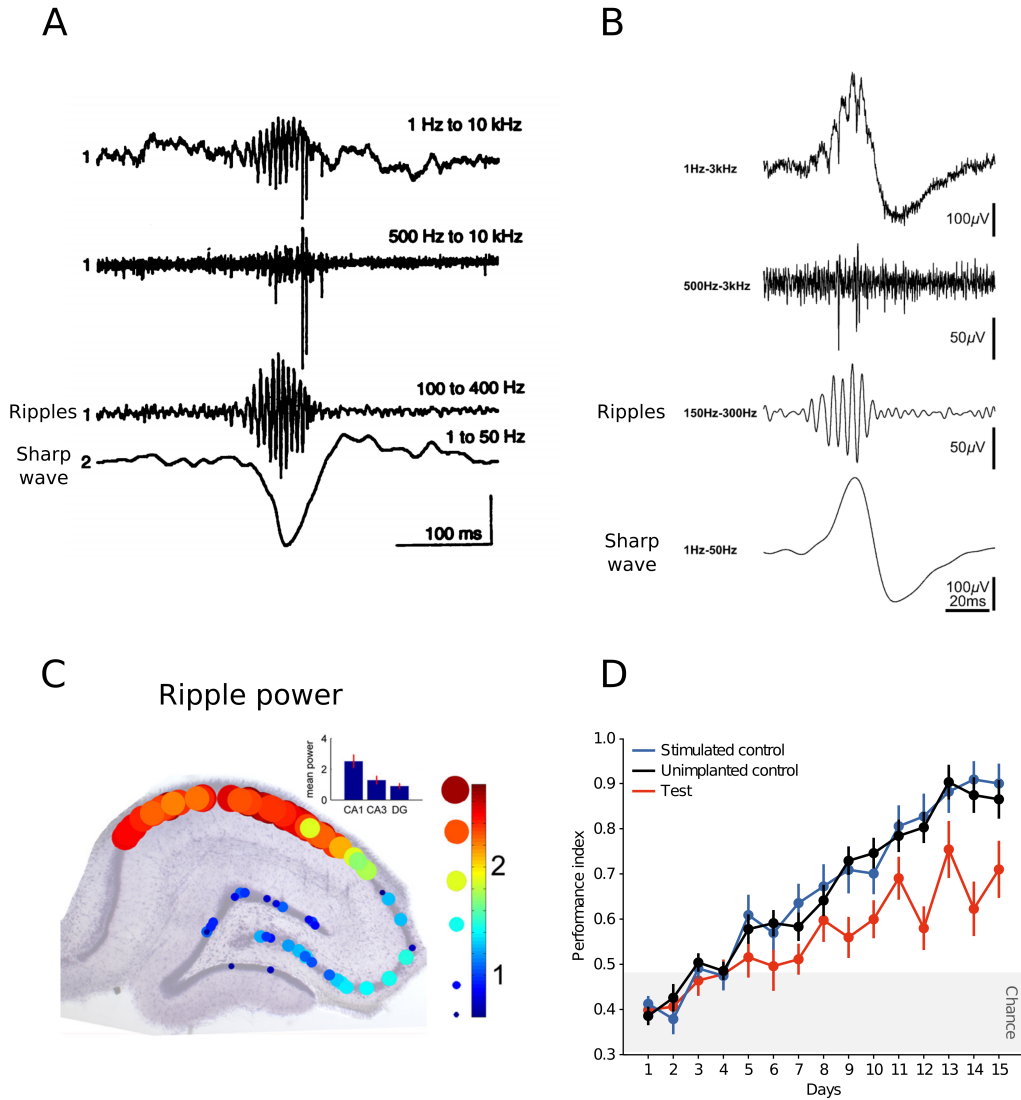 A
1 Hz to 10 kHz
1
500 Hz to 10 kHz
1
100 to 400 Hz
Ripples 1
1 to 50 Hz
Sharp
wave
2
100 ms
B
1Hz-3kHz
100µV
500Hz-3kHz
50µV
Ripples
150Hz-300Hz
50µV
Sharp
wave
1Hz-50Hz
100µV
20ms
C
Ripple power
mean power
4
2
0
CA1 CA3 DG
2
1
D
Stimulated control
Unimplanted control
Test
Performance index
1.0
0.9
0.8
0.7
0.6
0.5
0.4
0.3
Chance
1 2 3 4 5 6 7 8 9 10 11 12 13 14 15
Days